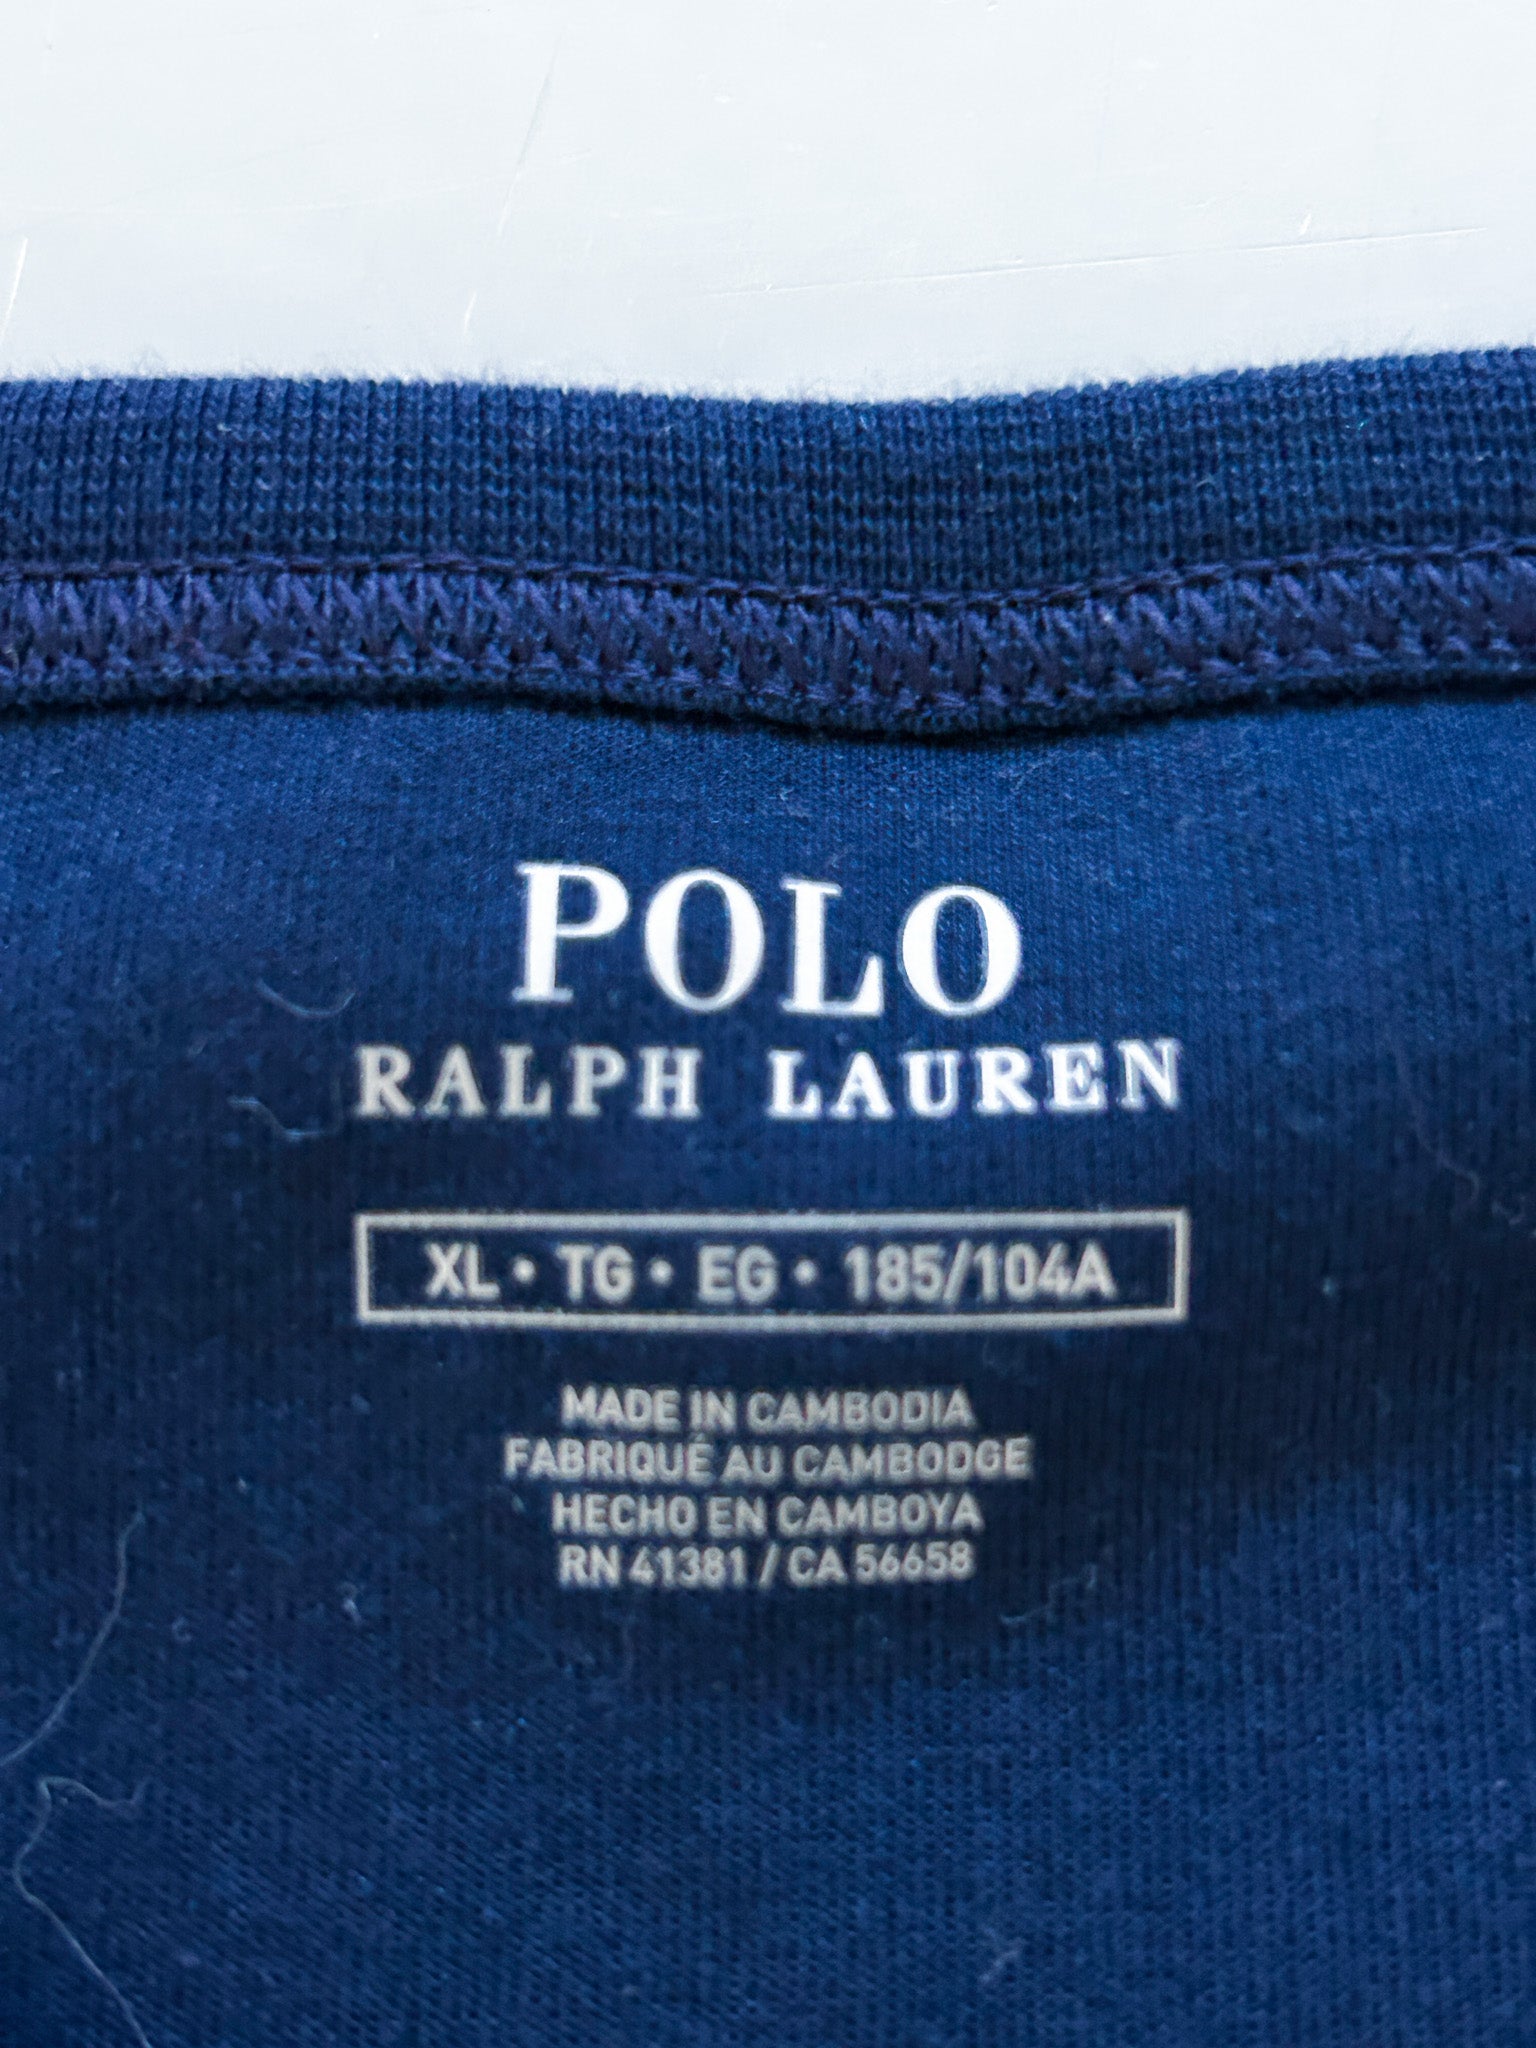 POLO
RALPH LAUREN
XL • TG • EG • 185/104A
MADE IN CAMBODIA
FABRIQUÉ AU CAMBODGE
HECHO EN CAMBOYA
RN 41381 / CA 56658